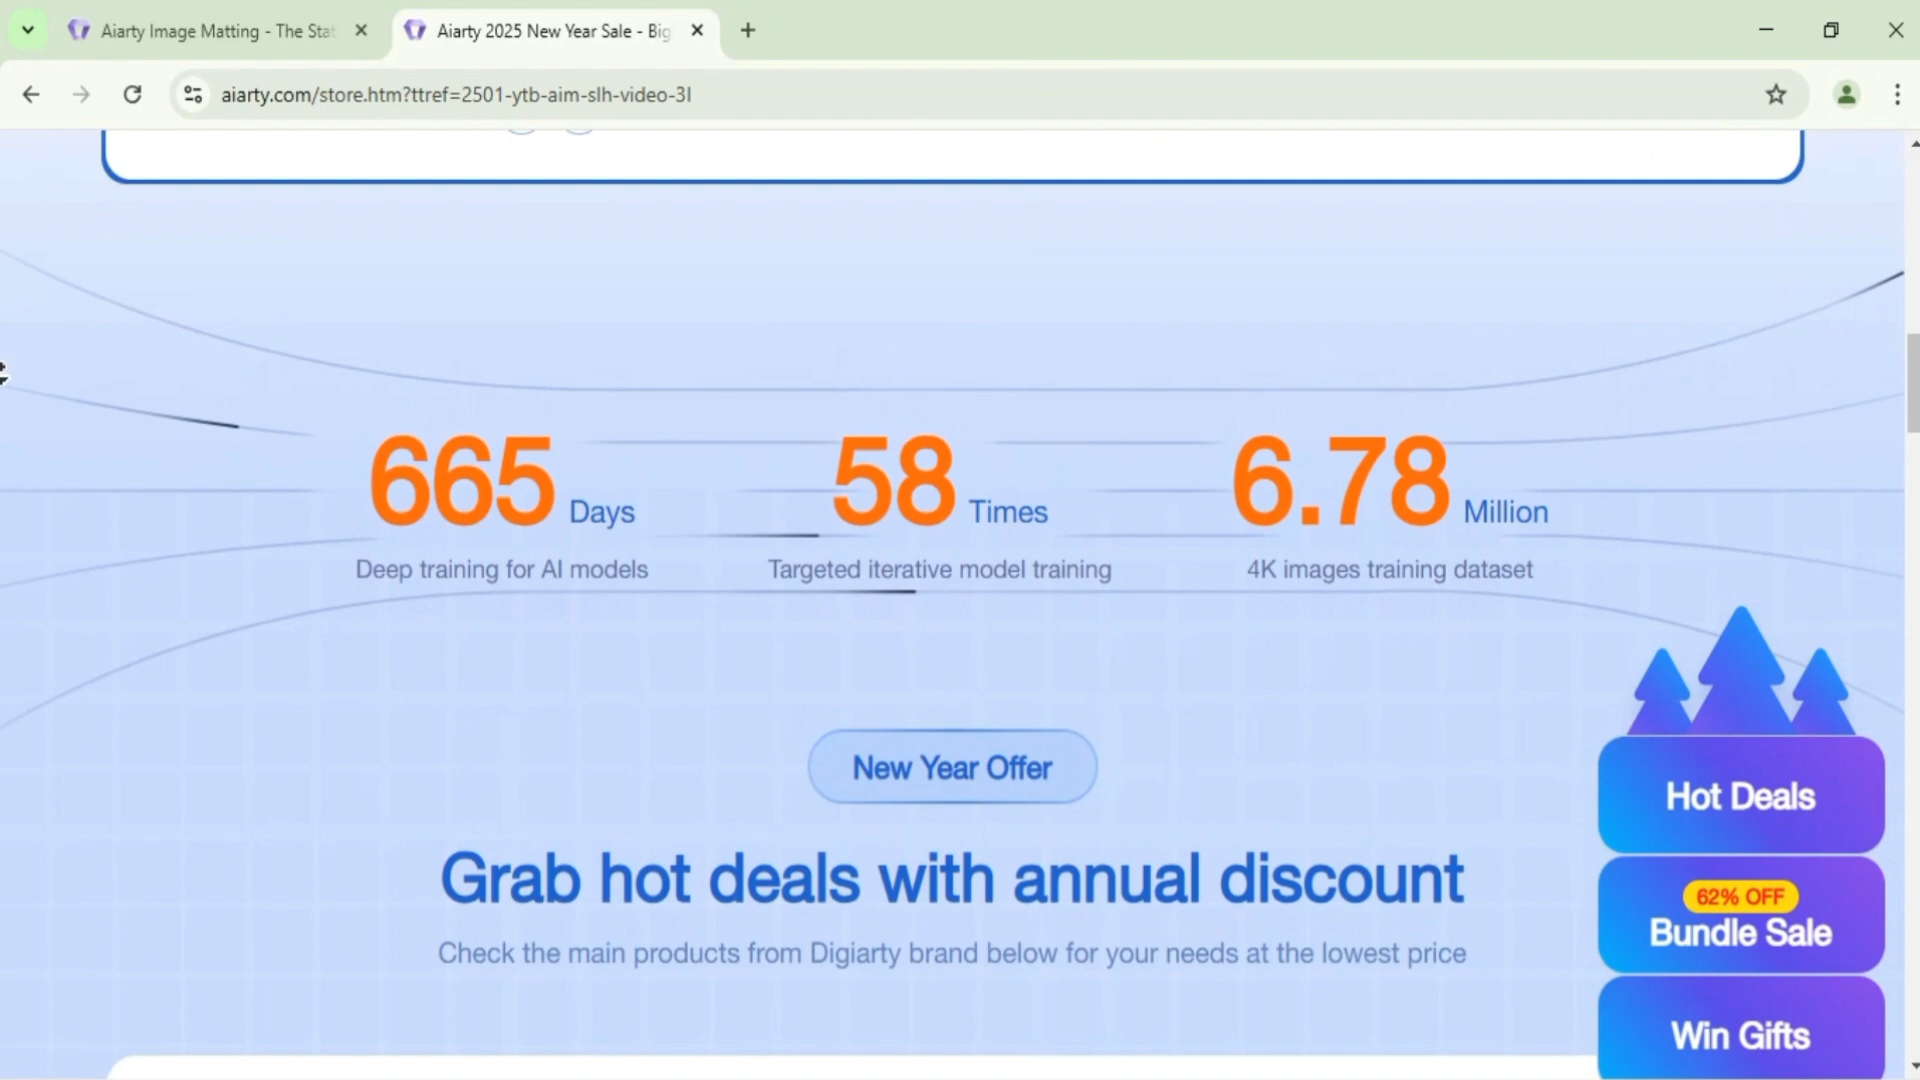 Aiarty Image Matting - The Stat
Aiarty 2025 New Year Sale - Big
aiarty.com/store.htm?ttref=2501-ytb-aim-slh-video-3l
665 Days
Deep training for AI models
58 Times
Targeted iterative model training
6.78 Million
4K images training dataset
New Year Offer
Grab hot deals with annual discount
Check the main products from Digiarty brand below for your needs at the lowest price
Hot Deals
62% OFF
Bundle Sale
Win Gifts